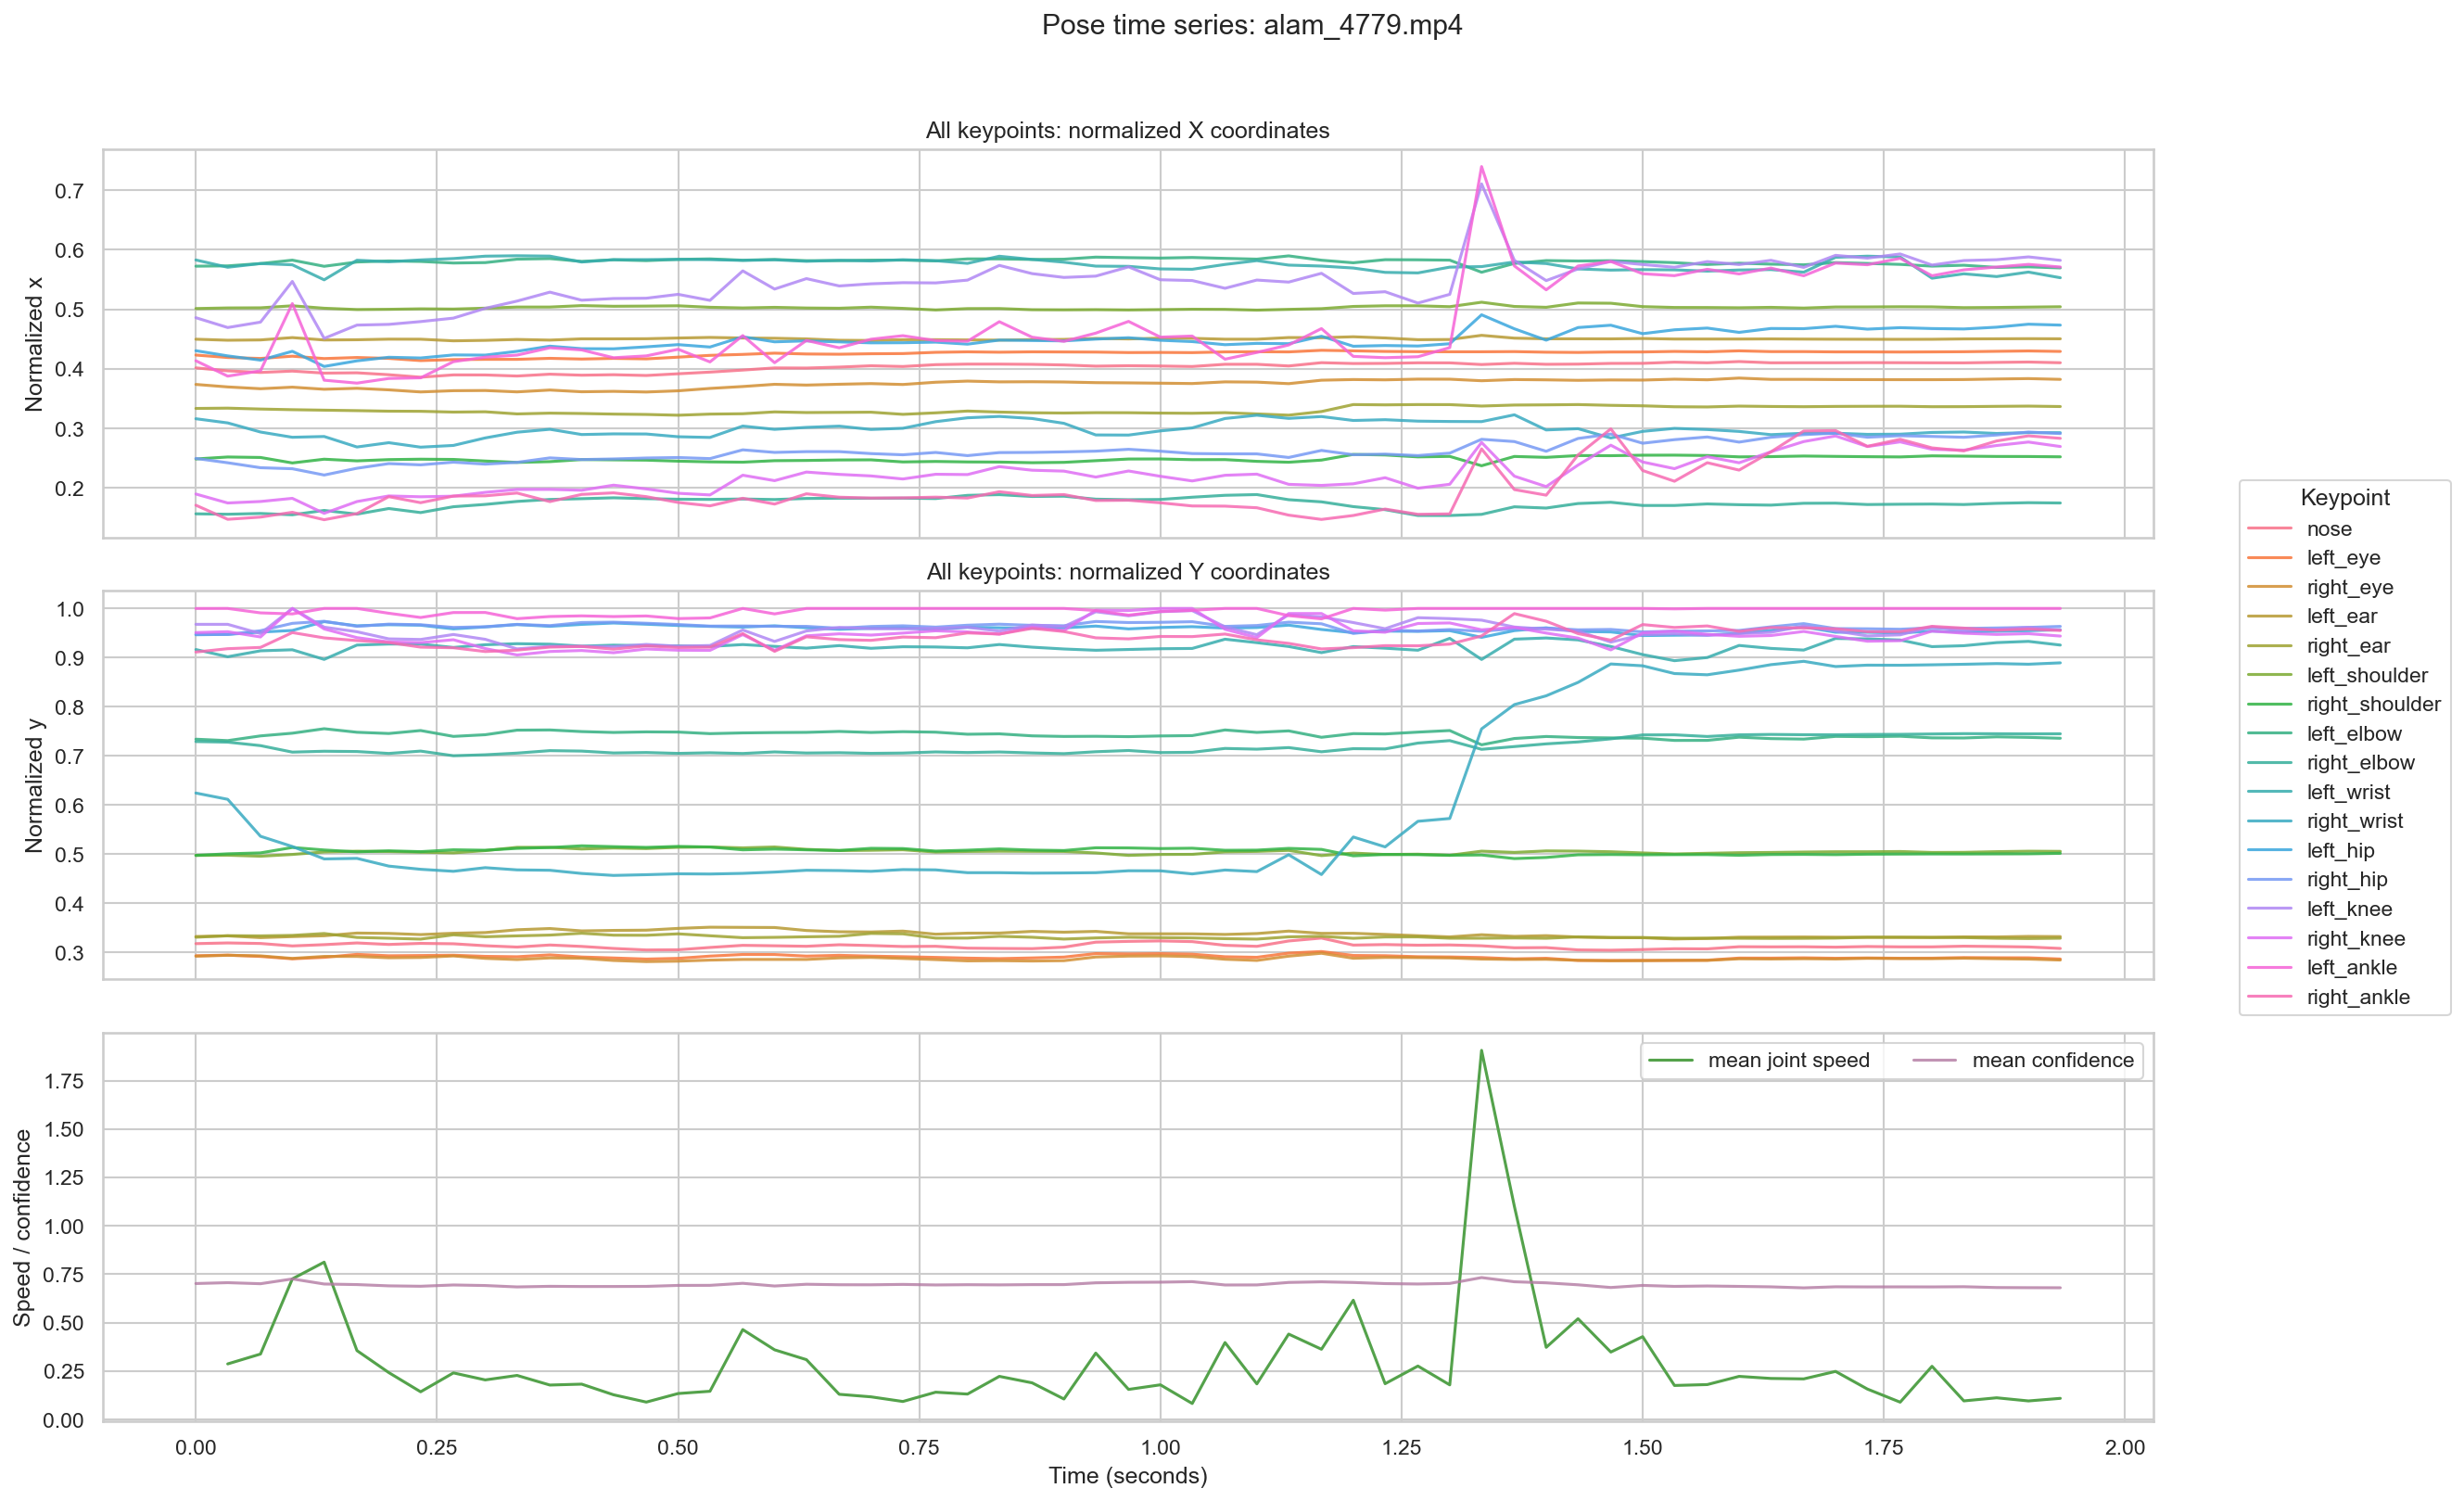 Pose time series: alam_4779.mp4
All keypoints: normalized X coordinates
Normalized x
0.7
0.6
0.5
0.4
0.3
0.2
All keypoints: normalized Y coordinates
Normalized y
1.0
0.9
0.8
0.7
0.6
0.5
0.4
0.3
Keypoint
nose
left_eye
right_eye
left_ear
right_ear
left_shoulder
right_shoulder
left_elbow
right_elbow
left_wrist
right_wrist
left_hip
right_hip
left_knee
right_knee
left_ankle
right_ankle
mean joint speed mean confidence
Speed / confidence
1.75
1.50
1.25
1.00
0.75
0.50
0.25
0.00
0.00 0.25 0.50 0.75 1.00 1.25 1.50 1.75 2.00
Time (seconds)